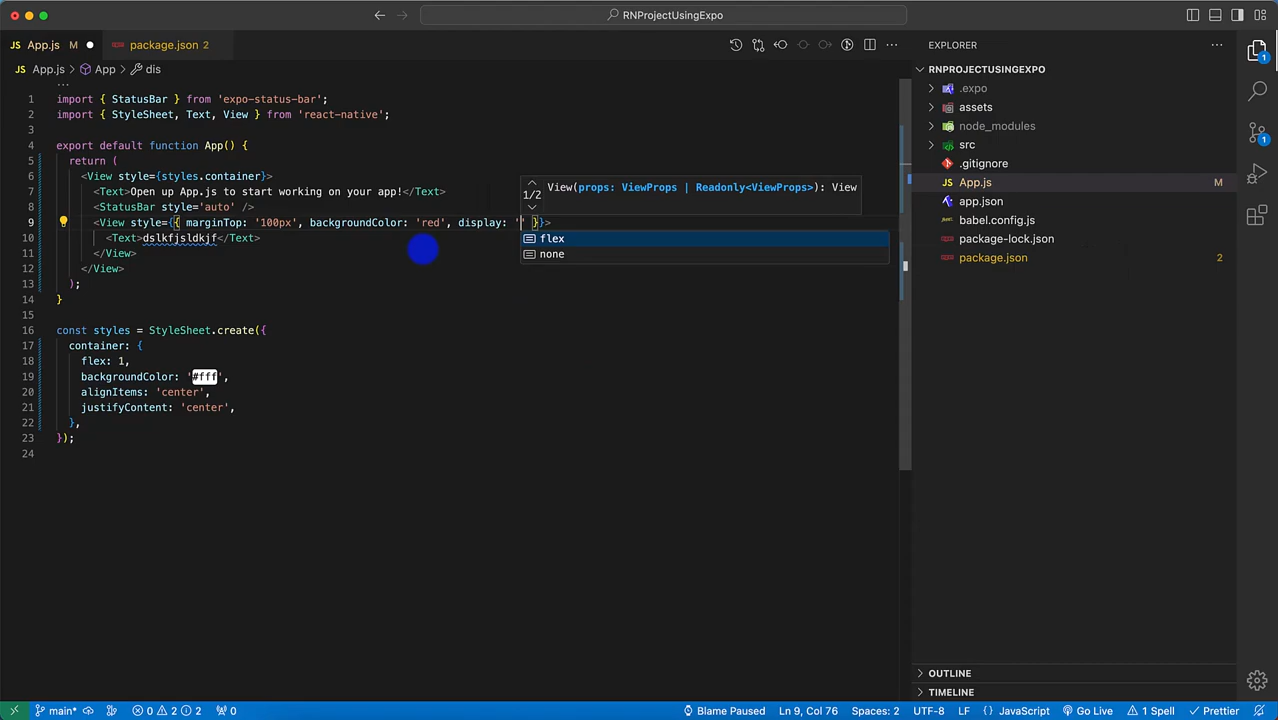 RNProjectUsingExpo
JS App.js M
package.json 2
EXPLORER
JS App.js > App > dis
RNPROJECTUSINGEXPO
...
1 import { StatusBar } from 'expo-status-bar';
2 import { StyleSheet, Text, View } from 'react-native';
3
4 export default function App() {
5 return (
6 <View style={styles.container}>
7 <Text>Open up App.js to start working on your app!</Text>
8 <StatusBar style='auto' />
9 <View style={{ marginTop: '100px', backgroundColor: 'red', display: '' }}>
10 <Text>dslkfjsldkjf</Text>
11 </View>
12 </View>
13 );
14 }
15
16 const styles = StyleSheet.create({
17 container: {
18 flex: 1,
19 backgroundColor: '#fff',
20 alignItems: 'center',
21 justifyContent: 'center',
22 },
23 });
24
1/2
View(props: ViewProps | Readonly<ViewProps>): View
flex
none
.expo
assets
node_modules
src
.gitignore
JS App.js M
app.json
babel.config.js
package-lock.json
package.json 2
1
1
OUTLINE
TIMELINE
main* 0 2 2 0 Blame Paused Ln 9, Col 76 Spaces: 2 UTF-8 LF {} JavaScript Go Live 1 Spell Prettier